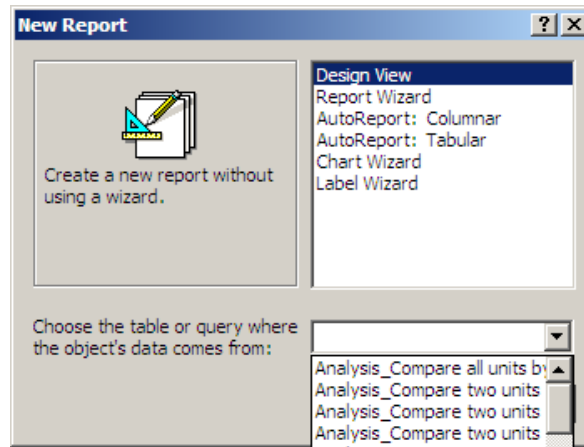 New Report
Design View
Report Wizard
AutoReport: Columnar
AutoReport: Tabular
Chart Wizard
Label Wizard
Create a new report without
using a wizard.
Choose the table or query where
the object's data comes from:
Analysis_Compare all units by
Analysis_Compare two units
Analysis_Compare two units
Analysis_Compare two units